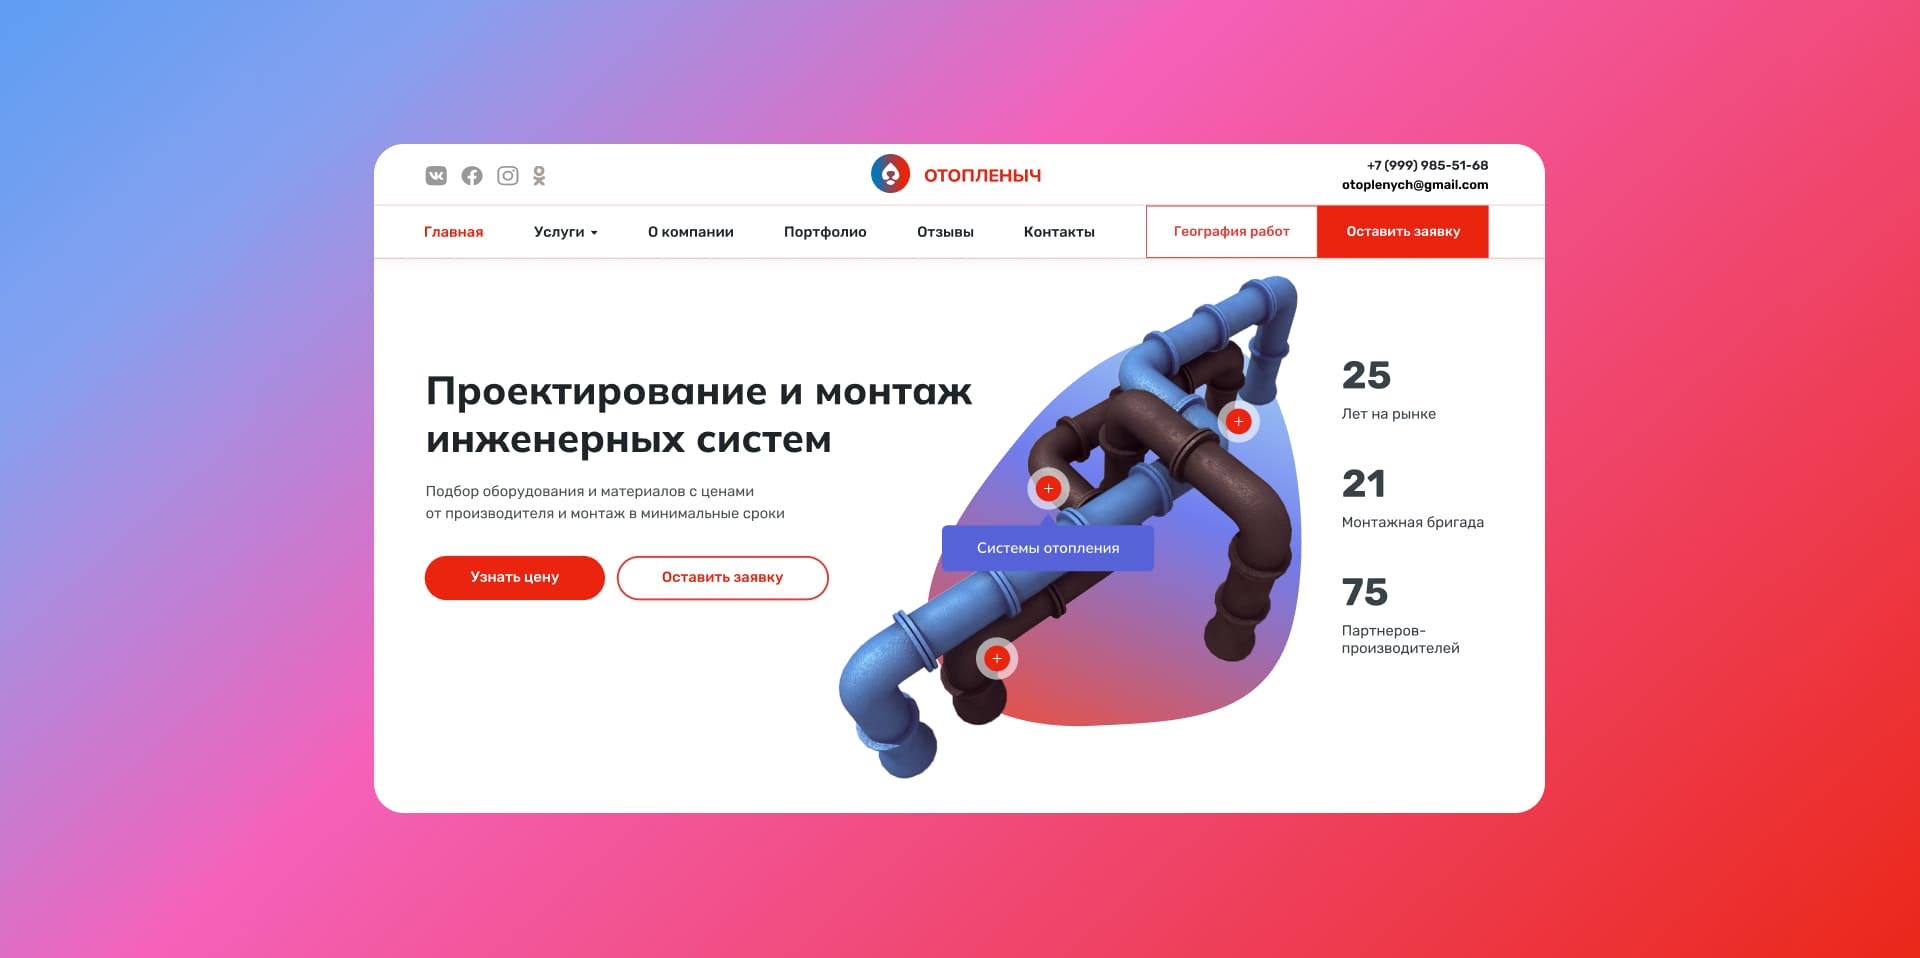 ОТОПЛЕНЫЧ
+7 (999) 985-51-68
otoplenych@gmail.com
Главная
Услуги
О компании
Портфолио
Отзывы
Контакты
География работ
Оставить заявку
Проектирование и монтаж
инженерных систем
Подбор оборудования и материалов с ценами
от производителя и монтаж в минимальные сроки
Узнать цену
Оставить заявку
Системы отопления
25
Лет на рынке
21
Монтажная бригада
75
Партнеров-
производителей